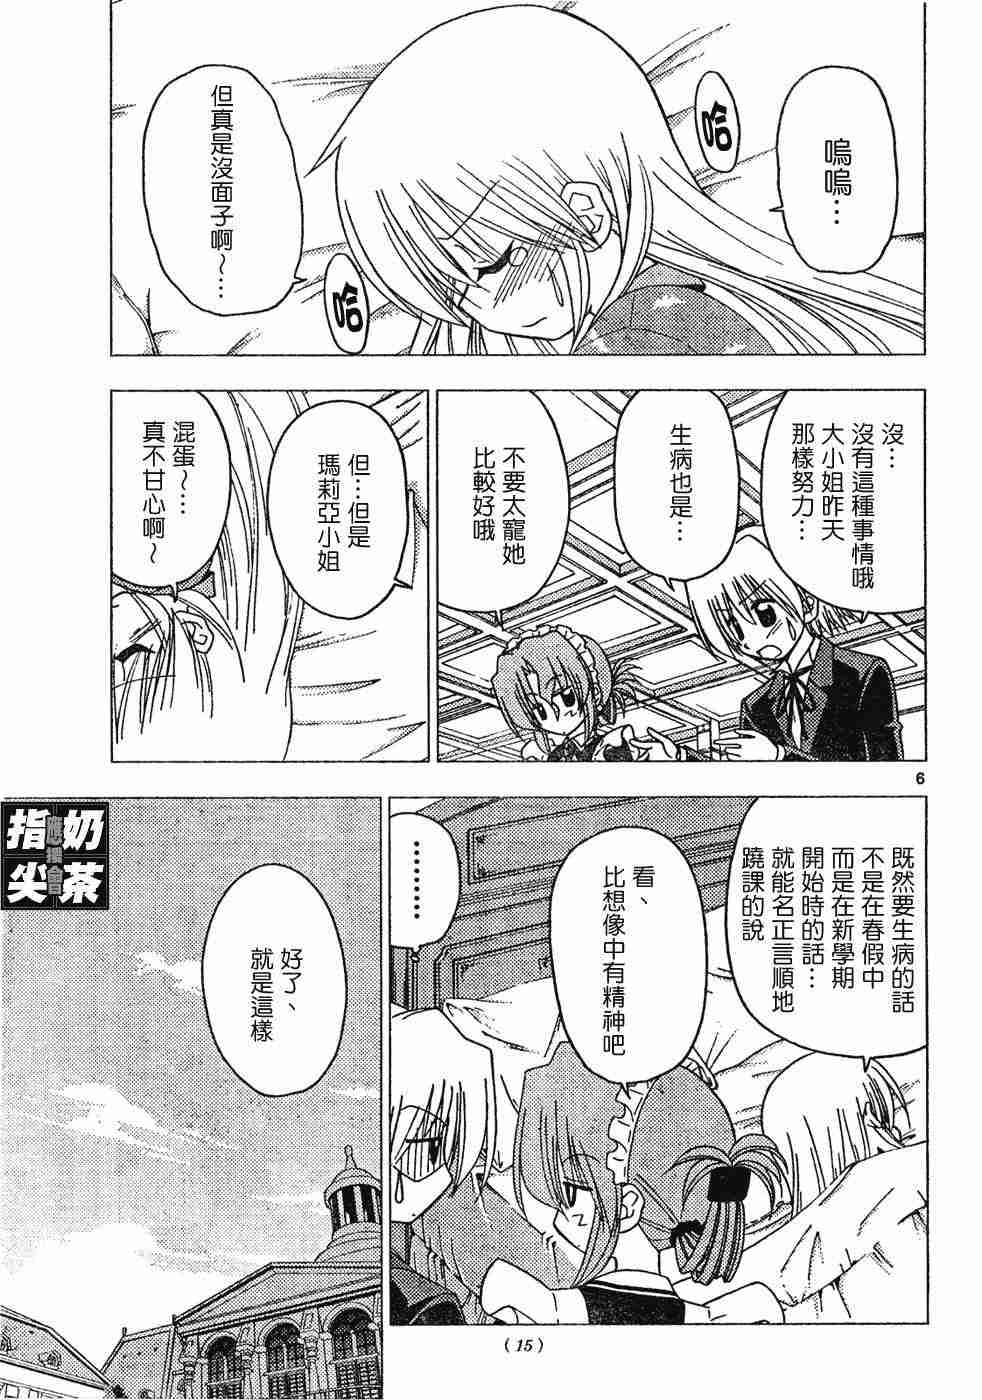 嗚
嗚
…
哈
但真是沒面子啊～…
哈
沒…
沒有這種事情哦
大小姐昨天
那樣努力…
生病也是…
不要太寵她
比較好哦
但…但是
瑪莉亞小姐
混蛋～…
真不甘心啊～
6
既然要生病的話
不是在春假中
而是在新學期
開始時的話…
就能名正言順地
蹺課的說
看、
比想像中有精神吧
………
好了、
就是這樣
奶茶
應援會
指尖
（15）